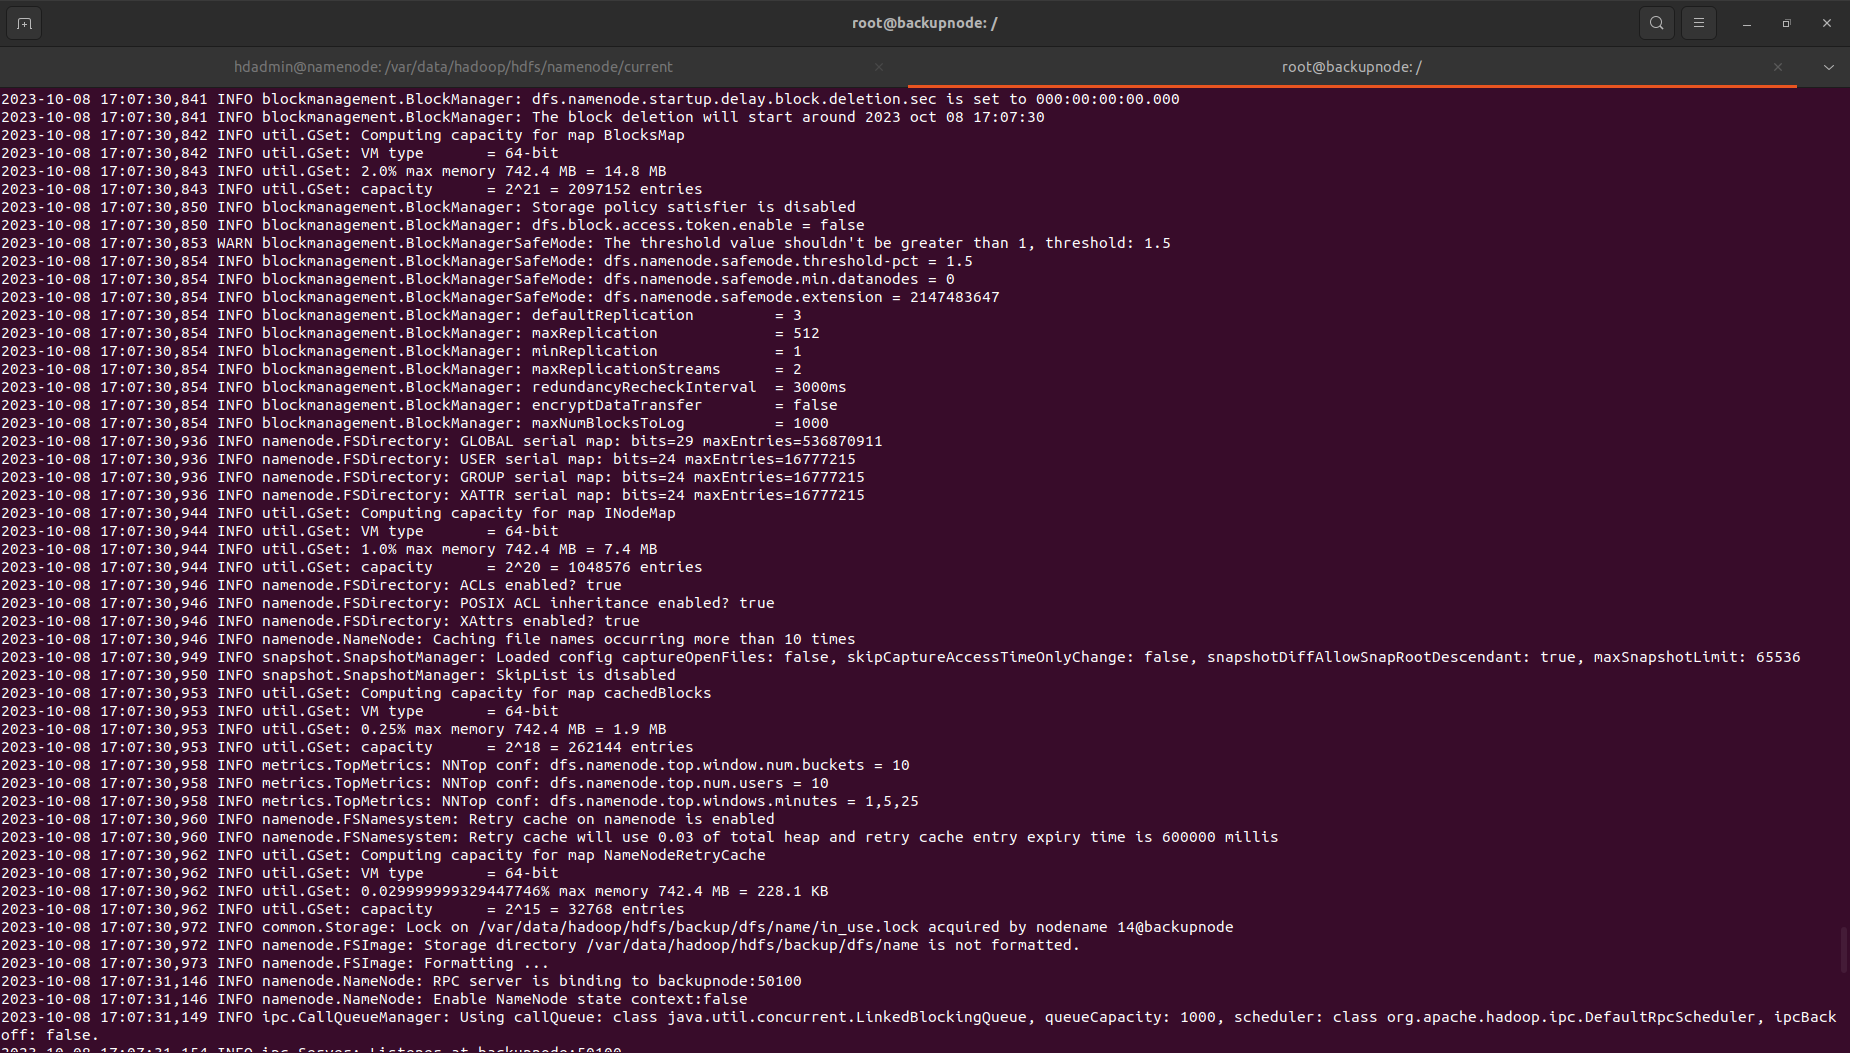 root@backupnode: /
hdadmin@namenode: /var/data/hadoop/hdfs/namenode/current
root@backupnode: /
2023-10-08 17:07:30,841 INFO blockmanagement.BlockManager: dfs.namenode.startup.delay.block.deletion.sec is set to 000:00:00:00.000
2023-10-08 17:07:30,841 INFO blockmanagement.BlockManager: The block deletion will start around 2023 oct 08 17:07:30
2023-10-08 17:07:30,842 INFO util.GSet: Computing capacity for map BlocksMap
2023-10-08 17:07:30,842 INFO util.GSet: VM type       = 64-bit
2023-10-08 17:07:30,843 INFO util.GSet: 2.0% max memory 742.4 MB = 14.8 MB
2023-10-08 17:07:30,843 INFO util.GSet: capacity      = 2^21 = 2097152 entries
2023-10-08 17:07:30,850 INFO blockmanagement.BlockManager: Storage policy satisfier is disabled
2023-10-08 17:07:30,850 INFO blockmanagement.BlockManager: dfs.block.access.token.enable = false
2023-10-08 17:07:30,853 WARN blockmanagement.BlockManagerSafeMode: The threshold value shouldn't be greater than 1, threshold: 1.5
2023-10-08 17:07:30,854 INFO blockmanagement.BlockManagerSafeMode: dfs.namenode.safemode.threshold-pct = 1.5
2023-10-08 17:07:30,854 INFO blockmanagement.BlockManagerSafeMode: dfs.namenode.safemode.min.datanodes = 0
2023-10-08 17:07:30,854 INFO blockmanagement.BlockManagerSafeMode: dfs.namenode.safemode.extension = 2147483647
2023-10-08 17:07:30,854 INFO blockmanagement.BlockManager: defaultReplication         = 3
2023-10-08 17:07:30,854 INFO blockmanagement.BlockManager: maxReplication             = 512
2023-10-08 17:07:30,854 INFO blockmanagement.BlockManager: minReplication             = 1
2023-10-08 17:07:30,854 INFO blockmanagement.BlockManager: maxReplicationStreams      = 2
2023-10-08 17:07:30,854 INFO blockmanagement.BlockManager: redundancyRecheckInterval  = 3000ms
2023-10-08 17:07:30,854 INFO blockmanagement.BlockManager: encryptDataTransfer        = false
2023-10-08 17:07:30,854 INFO blockmanagement.BlockManager: maxNumBlocksToLog          = 1000
2023-10-08 17:07:30,936 INFO namenode.FSDirectory: GLOBAL serial map: bits=29 maxEntries=536870911
2023-10-08 17:07:30,936 INFO namenode.FSDirectory: USER serial map: bits=24 maxEntries=16777215
2023-10-08 17:07:30,936 INFO namenode.FSDirectory: GROUP serial map: bits=24 maxEntries=16777215
2023-10-08 17:07:30,936 INFO namenode.FSDirectory: XATTR serial map: bits=24 maxEntries=16777215
2023-10-08 17:07:30,944 INFO util.GSet: Computing capacity for map INodeMap
2023-10-08 17:07:30,944 INFO util.GSet: VM type       = 64-bit
2023-10-08 17:07:30,944 INFO util.GSet: 1.0% max memory 742.4 MB = 7.4 MB
2023-10-08 17:07:30,944 INFO util.GSet: capacity      = 2^20 = 1048576 entries
2023-10-08 17:07:30,946 INFO namenode.FSDirectory: ACLs enabled? true
2023-10-08 17:07:30,946 INFO namenode.FSDirectory: POSIX ACL inheritance enabled? true
2023-10-08 17:07:30,946 INFO namenode.FSDirectory: XAttrs enabled? true
2023-10-08 17:07:30,946 INFO namenode.NameNode: Caching file names occurring more than 10 times
2023-10-08 17:07:30,949 INFO snapshot.SnapshotManager: Loaded config captureOpenFiles: false, skipCaptureAccessTimeOnlyChange: false, snapshotDiffAllowSnapRootDescendant: true, maxSnapshotLimit: 65536
2023-10-08 17:07:30,950 INFO snapshot.SnapshotManager: SkipList is disabled
2023-10-08 17:07:30,953 INFO util.GSet: Computing capacity for map cachedBlocks
2023-10-08 17:07:30,953 INFO util.GSet: VM type       = 64-bit
2023-10-08 17:07:30,953 INFO util.GSet: 0.25% max memory 742.4 MB = 1.9 MB
2023-10-08 17:07:30,953 INFO util.GSet: capacity      = 2^18 = 262144 entries
2023-10-08 17:07:30,958 INFO metrics.TopMetrics: NNTop conf: dfs.namenode.top.window.num.buckets = 10
2023-10-08 17:07:30,958 INFO metrics.TopMetrics: NNTop conf: dfs.namenode.top.num.users = 10
2023-10-08 17:07:30,958 INFO metrics.TopMetrics: NNTop conf: dfs.namenode.top.windows.minutes = 1,5,25
2023-10-08 17:07:30,960 INFO namenode.FSNamesystem: Retry cache on namenode is enabled
2023-10-08 17:07:30,960 INFO namenode.FSNamesystem: Retry cache will use 0.03 of total heap and retry cache entry expiry time is 600000 millis
2023-10-08 17:07:30,962 INFO util.GSet: Computing capacity for map NameNodeRetryCache
2023-10-08 17:07:30,962 INFO util.GSet: VM type       = 64-bit
2023-10-08 17:07:30,962 INFO util.GSet: 0.029999999329447746% max memory 742.4 MB = 228.1 KB
2023-10-08 17:07:30,962 INFO util.GSet: capacity      = 2^15 = 32768 entries
2023-10-08 17:07:30,972 INFO common.Storage: Lock on /var/data/hadoop/hdfs/backup/dfs/name/in_use.lock acquired by nodename 14@backupnode
2023-10-08 17:07:30,972 INFO namenode.FSImage: Storage directory /var/data/hadoop/hdfs/backup/dfs/name is not formatted.
2023-10-08 17:07:30,973 INFO namenode.FSImage: Formatting ...
2023-10-08 17:07:31,146 INFO namenode.NameNode: RPC server is binding to backupnode:50100
2023-10-08 17:07:31,146 INFO namenode.NameNode: Enable NameNode state context:false
2023-10-08 17:07:31,149 INFO ipc.CallQueueManager: Using callQueue: class java.util.concurrent.LinkedBlockingQueue, queueCapacity: 1000, scheduler: class org.apache.hadoop.ipc.DefaultRpcScheduler, ipcBack
off: false.
2023-10-08 17:07:31,154 INFO ipc.Server: Listener at backupnode:50100